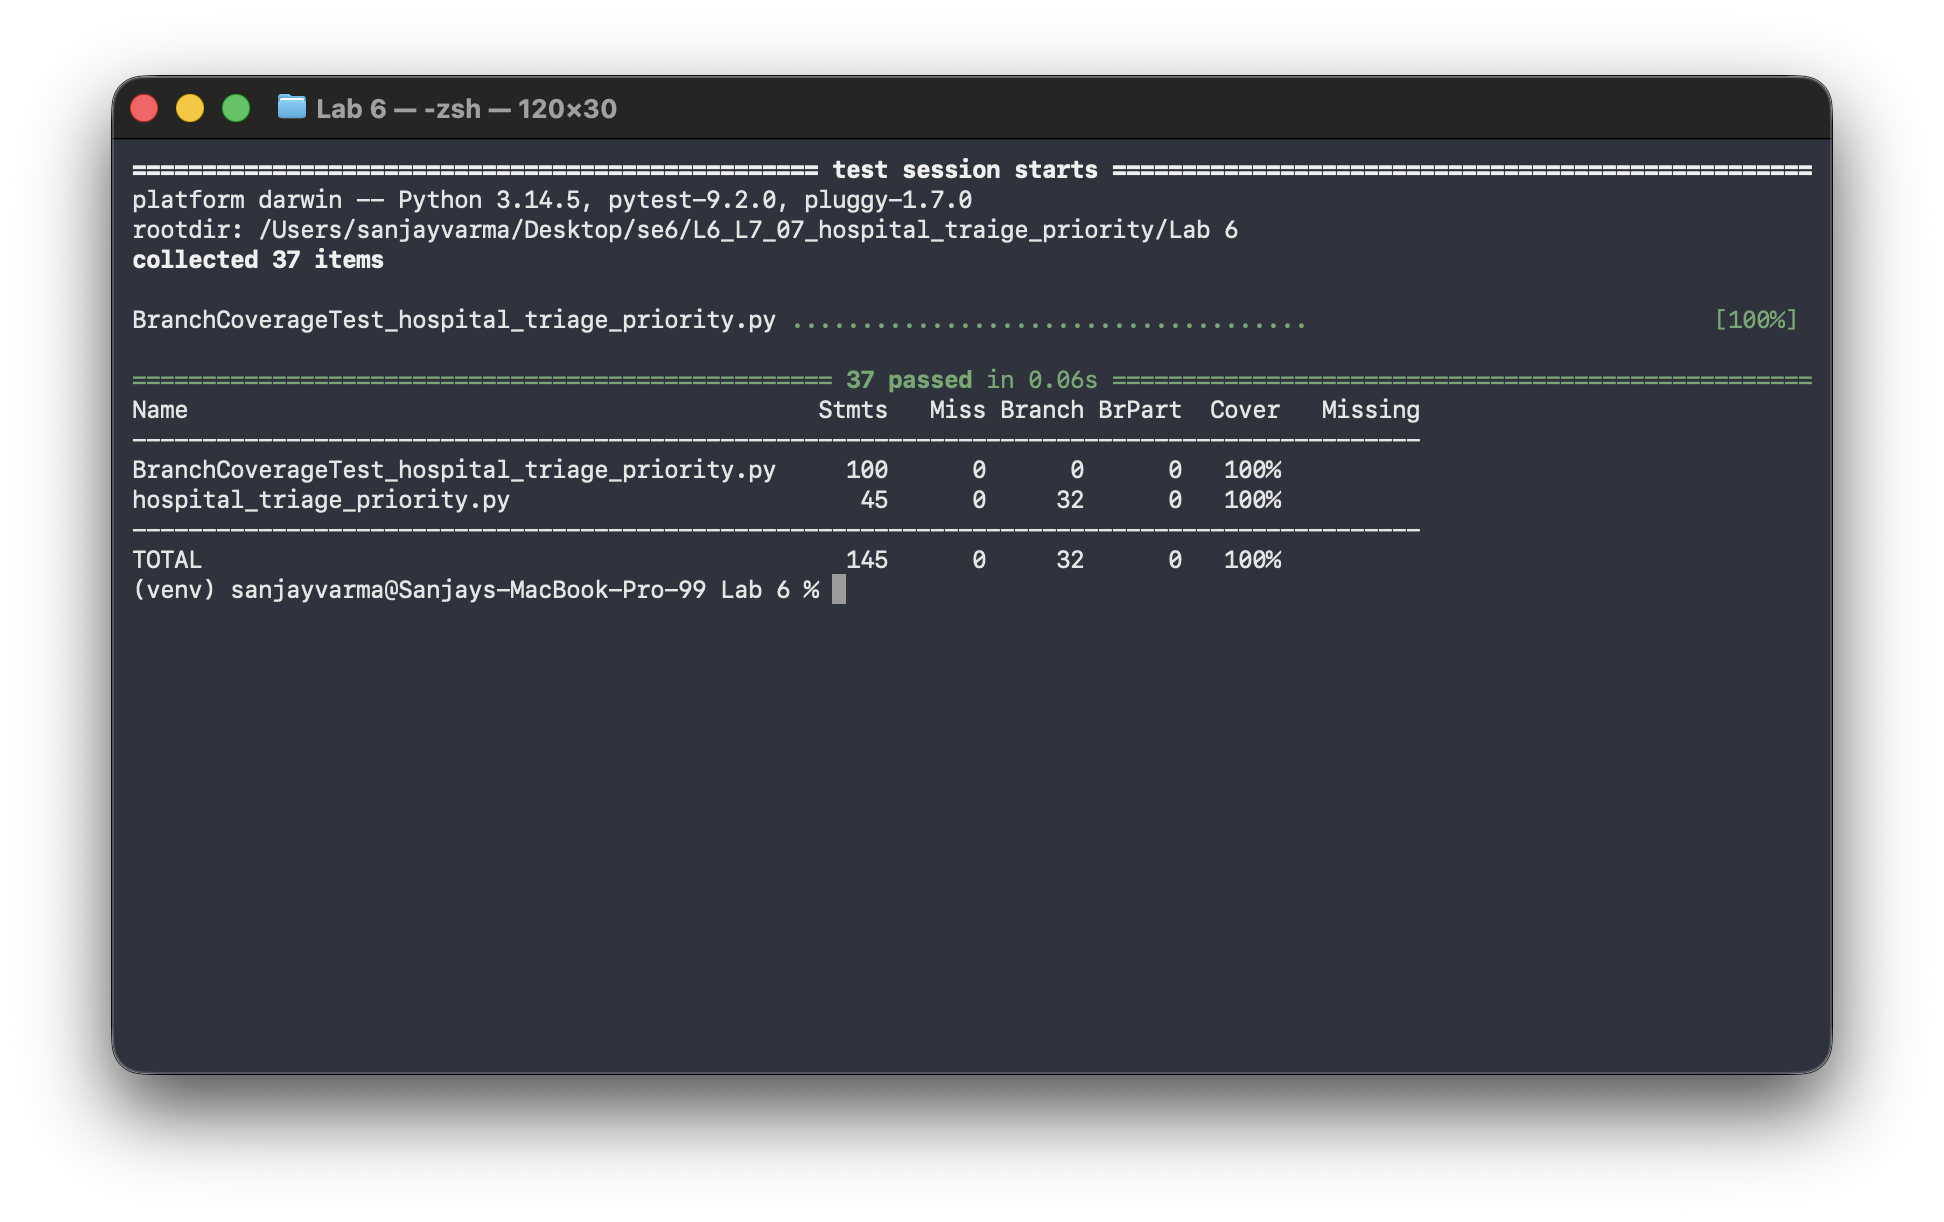 Lab 6 — -zsh — 120×30
================================================= test session starts ==================================================
platform darwin -- Python 3.14.5, pytest-9.2.0, pluggy-1.7.0
rootdir: /Users/sanjayvarma/Desktop/se6/L6_L7_07_hospital_traige_priority/Lab 6
collected 37 items
BranchCoverageTest_hospital_triage_priority.py ..................................... [100%]
================================================== 37 passed in 0.06s ==================================================
Name                                             Stmts   Miss Branch BrPart  Cover   Missing
--------------------------------------------------------------------------------------------
BranchCoverageTest_hospital_triage_priority.py     100      0      0      0   100%
hospital_triage_priority.py                         45      0     32      0   100%
--------------------------------------------------------------------------------------------
TOTAL                                              145      0     32      0   100%
(venv) sanjayvarma@Sanjays-MacBook-Pro-99 Lab 6 %